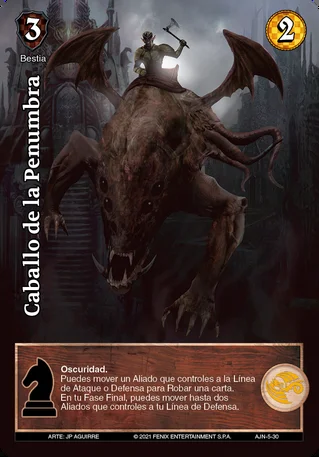 3
2
Bestia
Caballo de la Penumbra
Oscuridad.
Puedes mover un Aliado que controles a la Línea
de Ataque o Defensa para Robar una carta.
En tu Fase Final, puedes mover hasta dos
Aliados que controles a tu Línea de Defensa.
ARTE: JP AGUIRRE
© 2021 FENIX ENTERTAINMENT S.P.A.
AJN-5-30